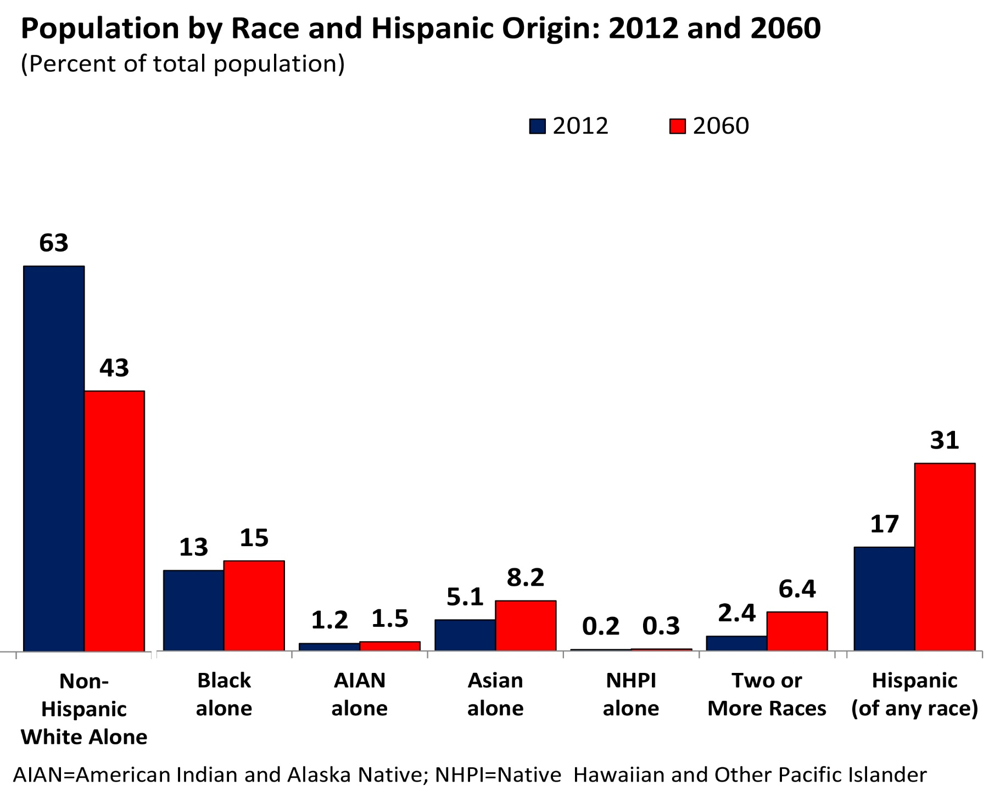 Population by Race and Hispanic Origin: 2012 and 2060
(Percent of total population)
2012 2060
63
43
13
15
1.2
1.5
5.1
8.2
0.2
0.3
2.4
6.4
17
31
Non-
Hispanic
White Alone
Black
alone
AIAN
alone
Asian
alone
NHPI
alone
Two or
More Races
Hispanic
(of any race)
AIAN=American Indian and Alaska Native; NHPI=Native  Hawaiian and Other Pacific Islander